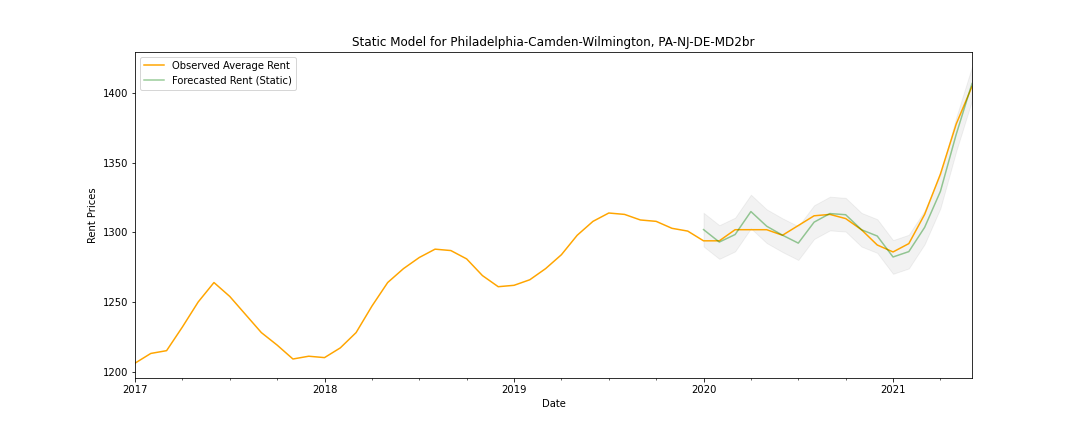 Static Model for Philadelphia-Camden-Wilmington, PA-NJ-DE-MD2br
Observed Average Rent
Forecasted Rent (Static)
1400
1350
1300
1250
1200
Rent Prices
2017
2018
2019
2020
2021
Date